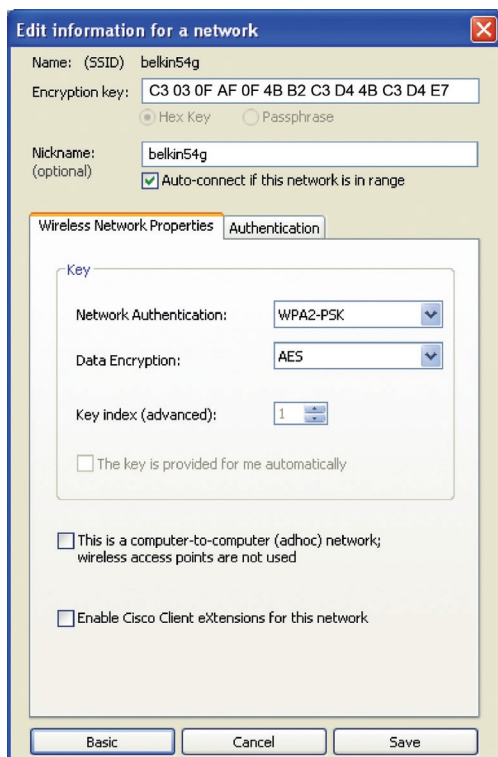 Edit information for a network
Name: (SSID) belkin54g
Encryption key: C3 03 0F AF 0F 4B B2 C3 D4 4B C3 D4 E7
Hex Key Passphrase
Nickname: belkin54g
(optional)
Auto-connect if this network is in range
Wireless Network Properties Authentication
Key
Network Authentication: WPA2-PSK
Data Encryption: AES
Key index (advanced): 1
The key is provided for me automatically
This is a computer-to-computer (adhoc) network;
wireless access points are not used
Enable Cisco Client eXtensions for this network
Basic Cancel Save